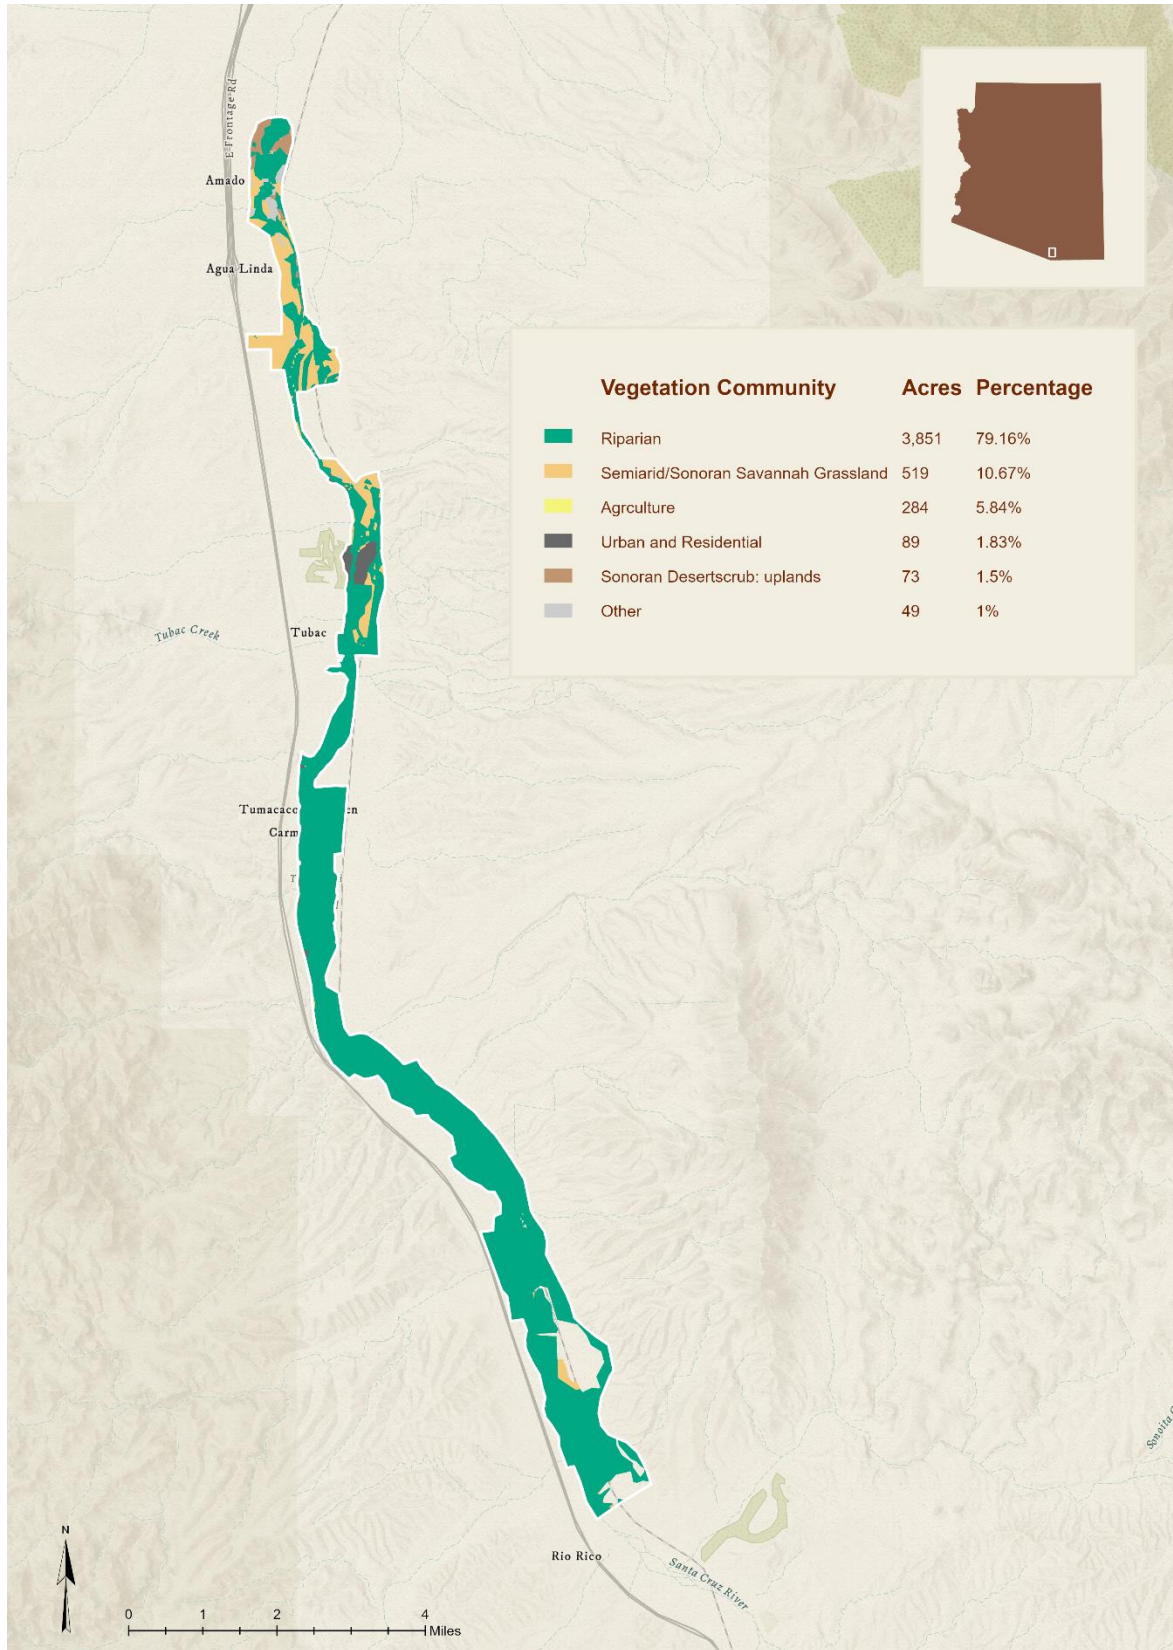 E Frontage Rd
Amado
Agua Linda
Vegetation Community Acres Percentage
Riparian 3,851 79.16%
Semiarid/Sonoran Savannah Grassland 519 10.67%
Agrculture 284 5.84%
Urban and Residential 89 1.83%
Sonoran Desertscrub: uplands 73 1.5%
Other 49 1%
Tubac Creek
Tubac
Tumacaco en
Carm
T
Sonoita C
N
Rio Rico
Santa Cruz River
0 1 2 4
Miles